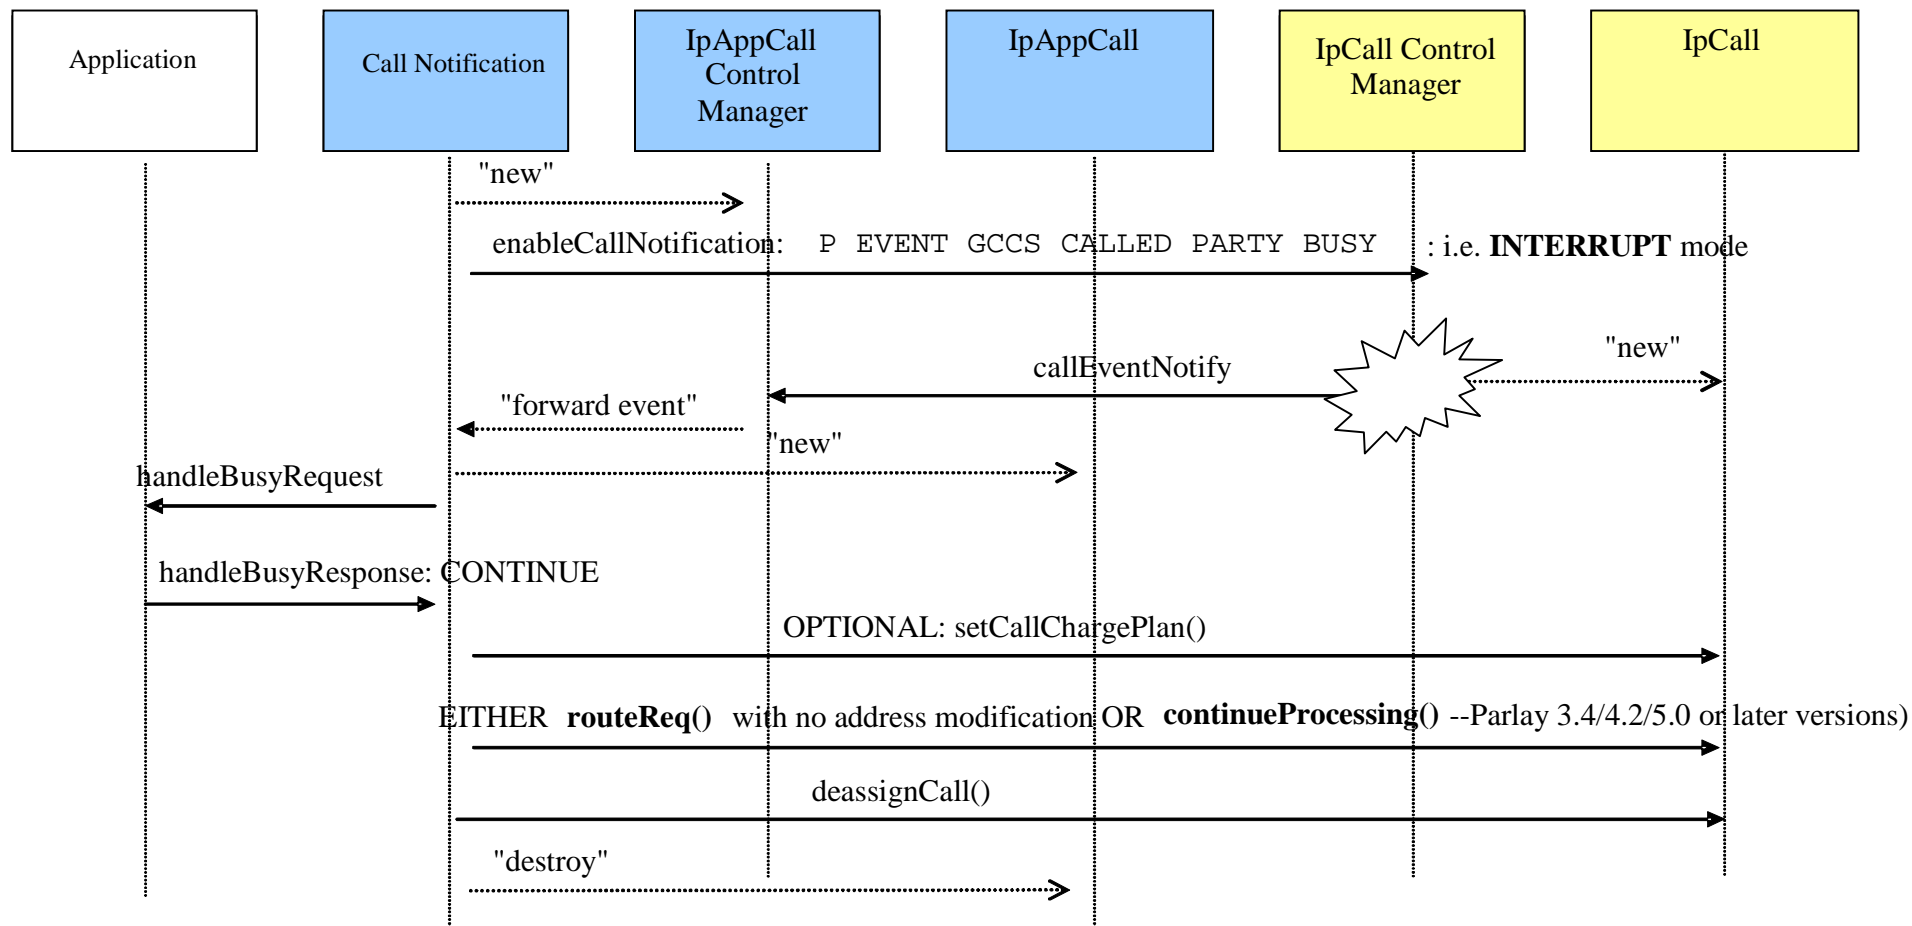 Application
Call Notification
IpAppCall
Control
Manager
IpAppCall
IpCall Control
Manager
IpCall
"new"
enableCallNotification: P EVENT GCCS CALLED PARTY BUSY : i.e. INTERRUPT mode
"new"
callEventNotify
"forward event"
"new"
handleBusyRequest
handleBusyResponse: CONTINUE
OPTIONAL: setCallChargePlan()
EITHER routeReq() with no address modification OR continueProcessing() --Parlay 3.4/4.2/5.0 or later versions)
deassignCall()
"destroy"